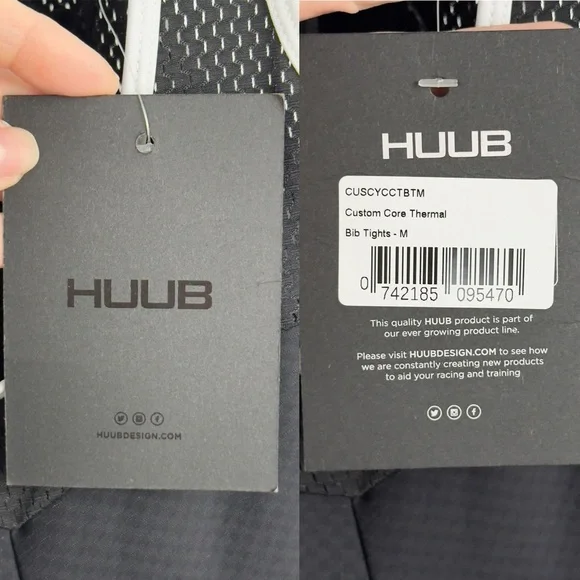 HUUB
HUUBDESIGN.COM
HUUB
CUSCYCCTBTM
Custom Core Thermal
Bib Tights - M
0 742185 095470
This quality HUUB product is part of
our ever growing product line.
Please visit HUUBDESIGN.COM to see how
we are constantly creating new products
to aid your racing and training